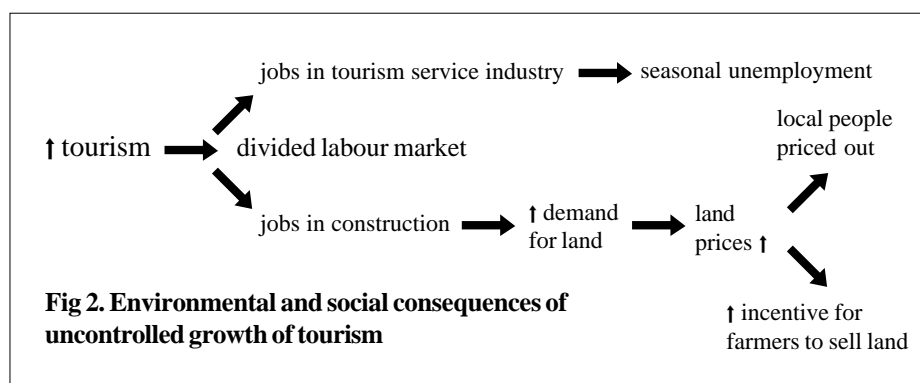 jobs in tourism service industry
seasonal unemployment
↑ tourism
divided labour market
local people
priced out
jobs in construction
↑ demand
for land
land
prices ↑
↑ incentive for
farmers to sell land
Fig 2. Environmental and social consequences of
uncontrolled growth of tourism